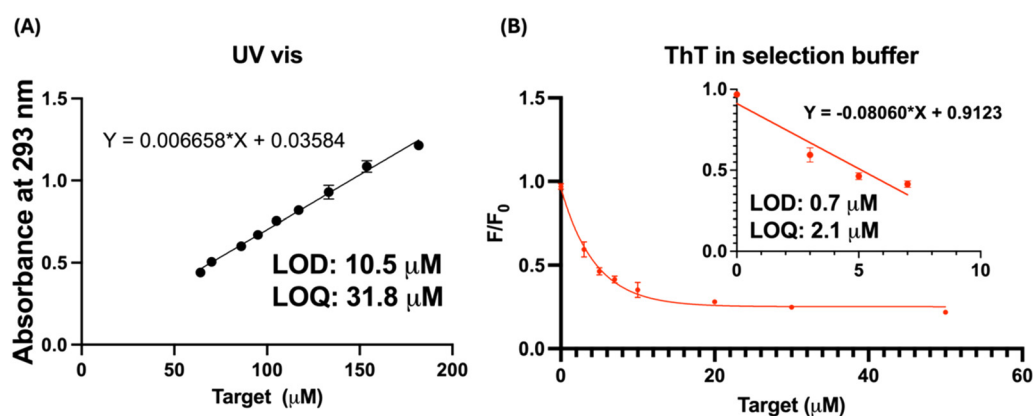 (A)
UV vis
Y = 0.006658*X + 0.03584
Absorbance at 293 nm
1.5
1.0
0.5
0.0
LOD: 10.5 μM
LOQ: 31.8 μM
0
50
100
150
200
Target (μM)
(B)
ThT in selection buffer
F/F0
1.5
1.0
0.5
0.0
0
20
40
60
Target (μM)
1.0
0.5
1.0
0.0
Y = -0.08060*X + 0.9123
LOD: 0.7 μM
LOQ: 2.1 μM
0
5
10